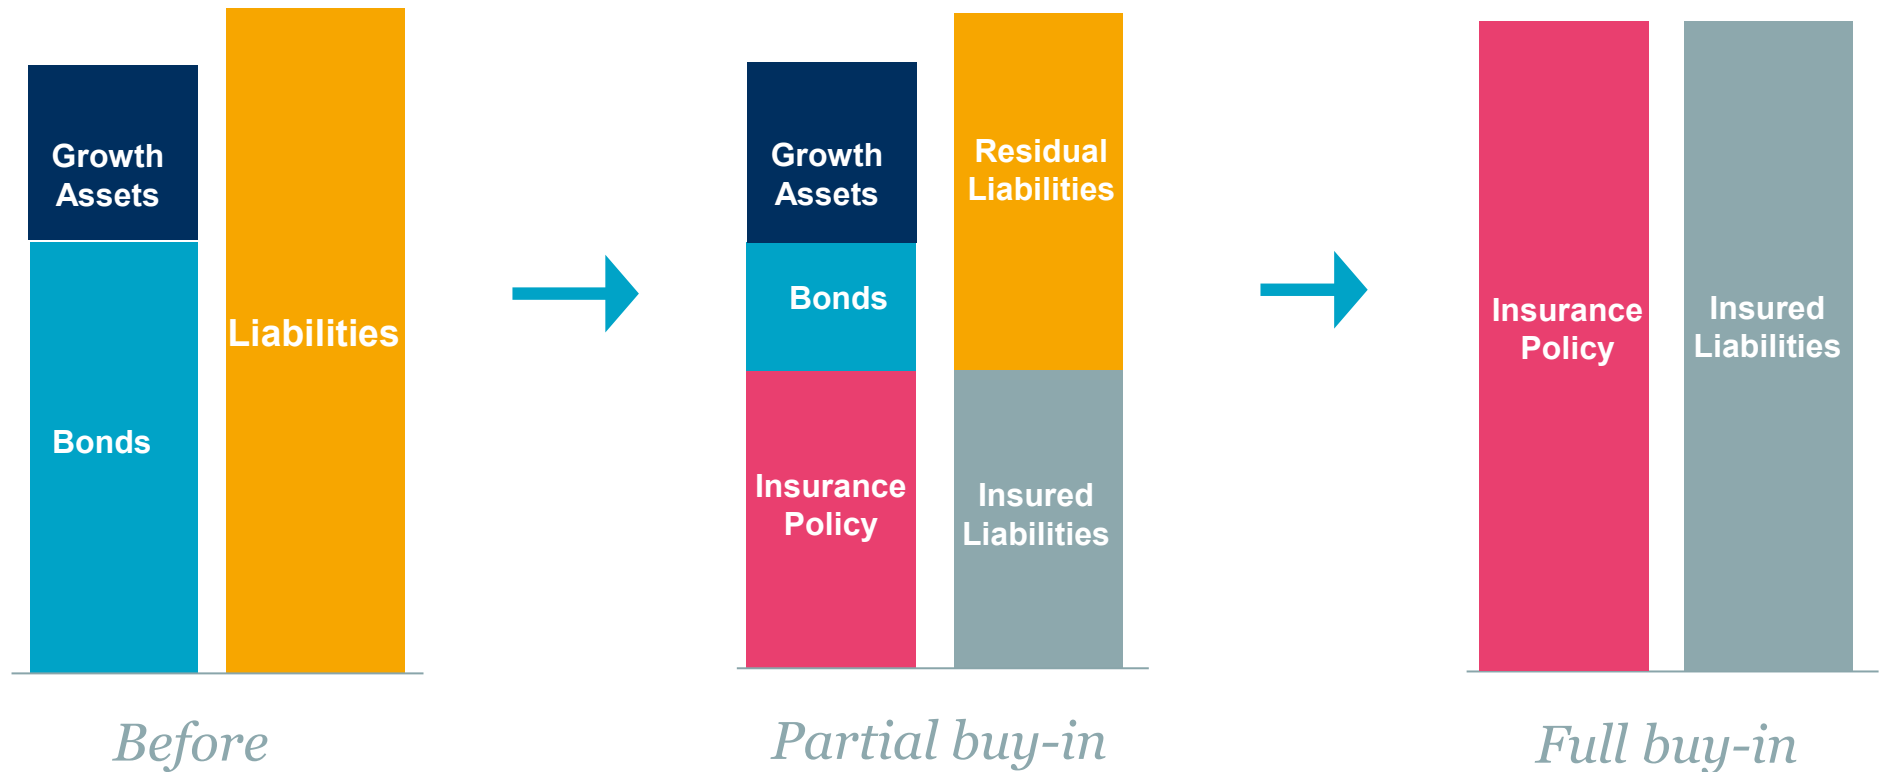 Growth
Assets
Bonds
Liabilities
Before
Growth
Assets
Bonds
Insurance
Policy
Residual
Liabilities
Insured
Liabilities
Partial buy-in
Insurance
Policy
Insured
Liabilities
Full buy-in